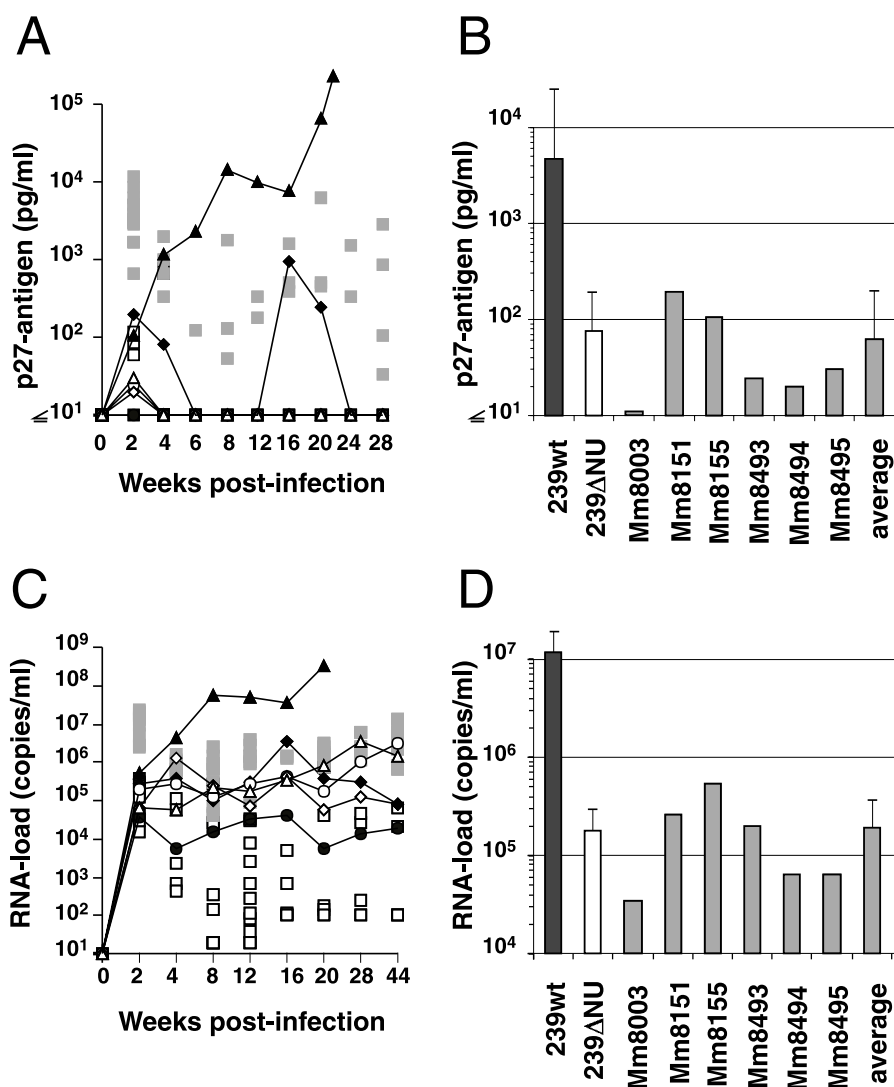 A
p27-antigen (pg/ml)
10⁵
10⁴
10³
10²
≤10¹
0 2 4 6 8 12 16 20 24 28
Weeks post-infection
B
p27-antigen (pg/ml)
10⁴
10³
10²
≤10¹
239wt
239ΔNU
Mm8003
Mm8151
Mm8155
Mm8493
Mm8494
Mm8495
average
C
RNA-load (copies/ml)
10⁹
10⁸
10⁷
10⁶
10⁵
10⁴
10³
10²
10¹
0 2 4 8 12 16 20 28 44
Weeks post-infection
D
RNA-load (copies/ml)
10⁷
10⁶
10⁵
10⁴
239wt
239ΔNU
Mm8003
Mm8151
Mm8155
Mm8493
Mm8494
Mm8495
average